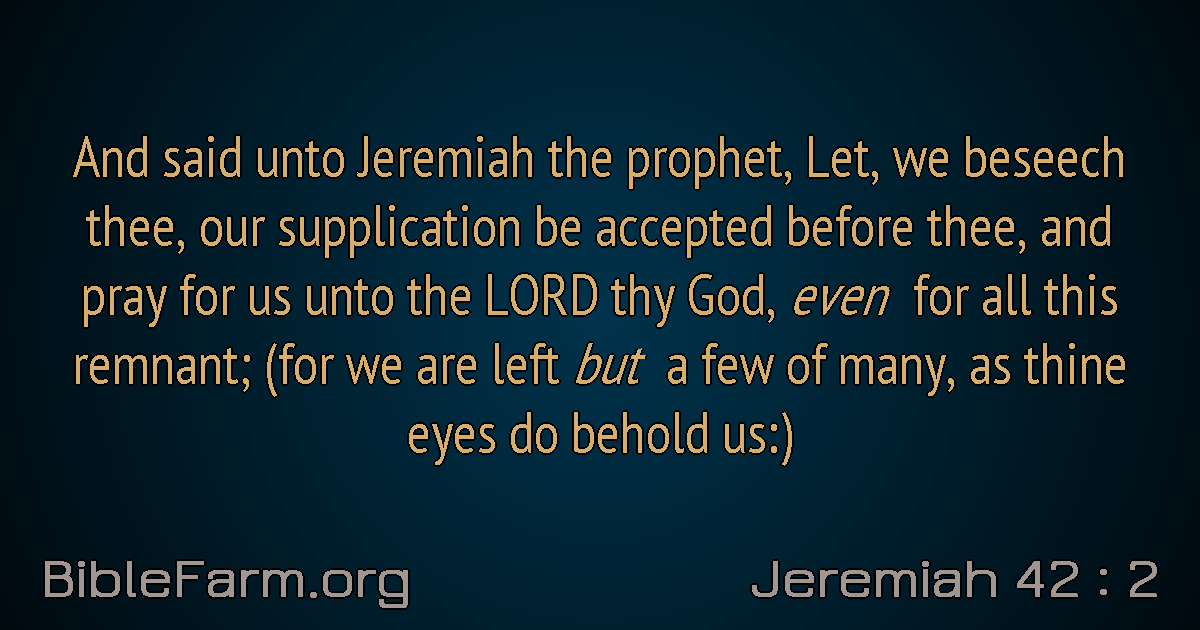 And said unto Jeremiah the prophet, Let, we beseech
thee, our supplication be accepted before thee, and
pray for us unto the LORD thy God, even for all this
remnant; (for we are left but a few of many, as thine
eyes do behold us:)
BibleFarm.org
Jeremiah 42 : 2